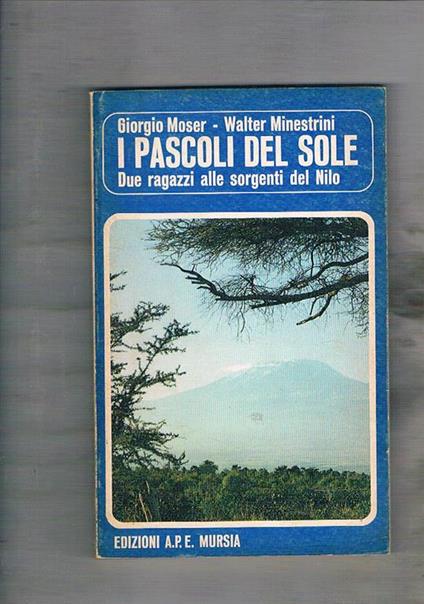 Giorgio Moser - Walter Minestrini
I PASCOLI DEL SOLE
Due ragazzi alle sorgenti del Nilo
EDIZIONI A.P.E. MURSIA